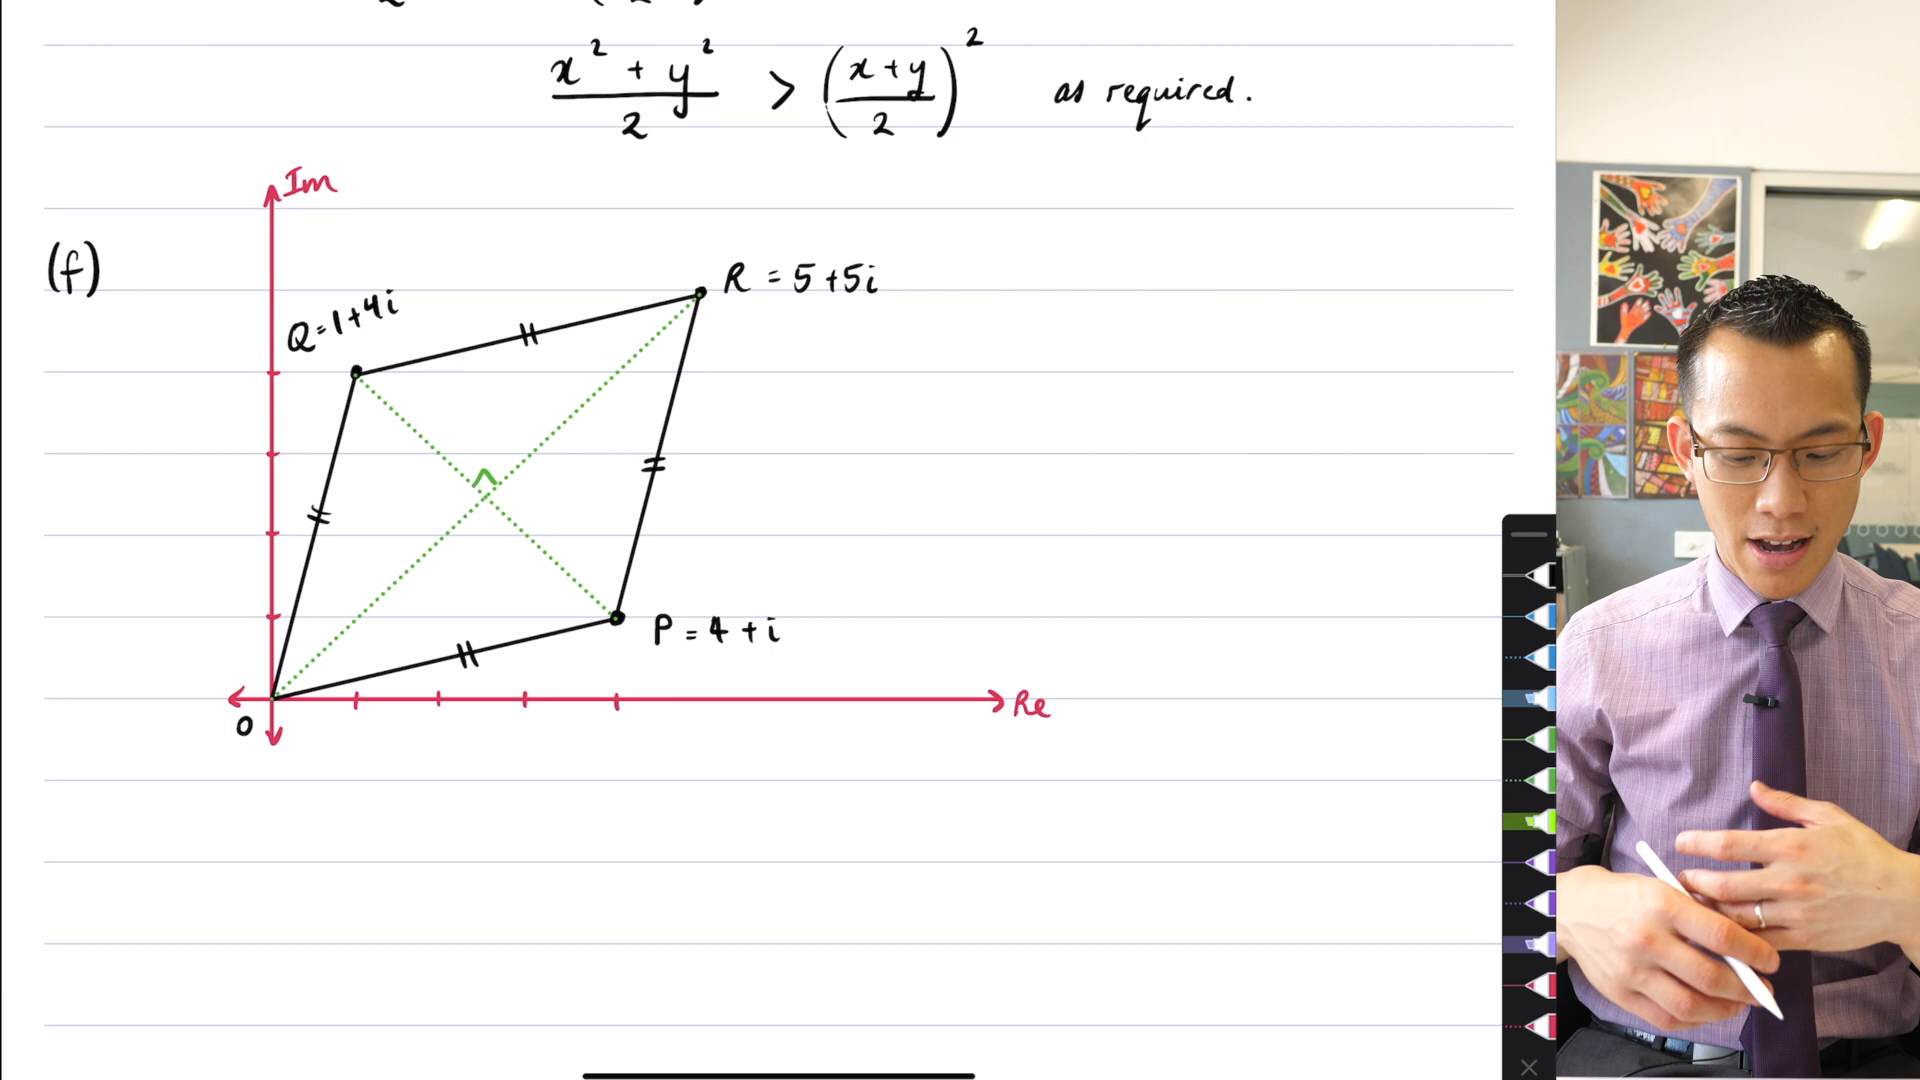 x² + y² / 2 > (x + y / 2)² as required.
Im
(f)
R = 5 + 5i
Q = 1 + 4i
P = 4 + i
Re
0